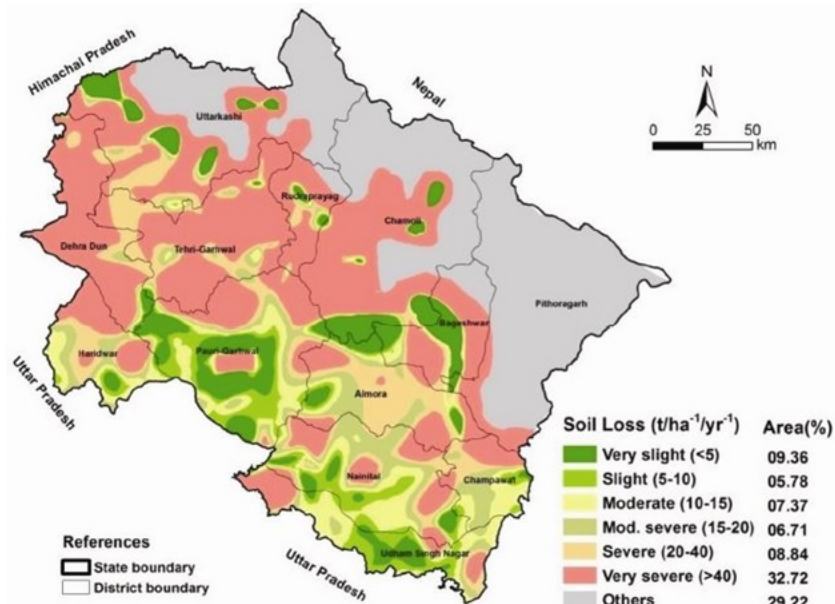 Himachai Pradesh
Nepal
N
0 25 50
km
Uttarkashi
Rudraprayag
Chamoli
Dehra Dun
Tehri-Garhwal
Pithoragarh
Bageshwar
Haridwar
Pauri-Garhwal
Almora
Uttar Pradesh
Nainital
Champawat
Udham Singh Nagar
Uttar Pradesh
References
State boundary
District boundary
Soil Loss (t/ha⁻¹/yr⁻¹) Area(%)
Very slight (<5) 09.36
Slight (5-10) 05.78
Moderate (10-15) 07.37
Mod. severe (15-20) 06.71
Severe (20-40) 08.84
Very severe (>40) 32.72
Others 29.22